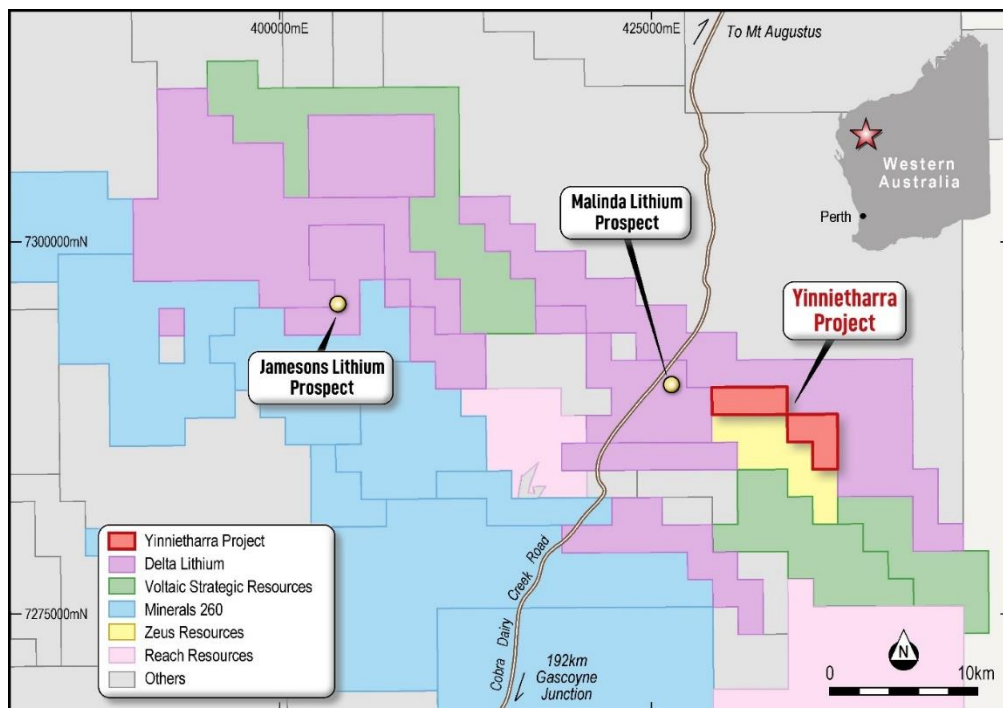 400000mE
425000mE
To Mt Augustus
Western
Australia
Perth
Malinda Lithium
Prospect
7300000mN
Yinnietharra
Project
Jamesons Lithium
Prospect
Yinnietharra Project
Delta Lithium
Voltaic Strategic Resources
Minerals 260
Zeus Resources
Reach Resources
Others
7275000mN
Cobra Dairy Creek Road
192km
Gascoyne
Junction
N
0 10km